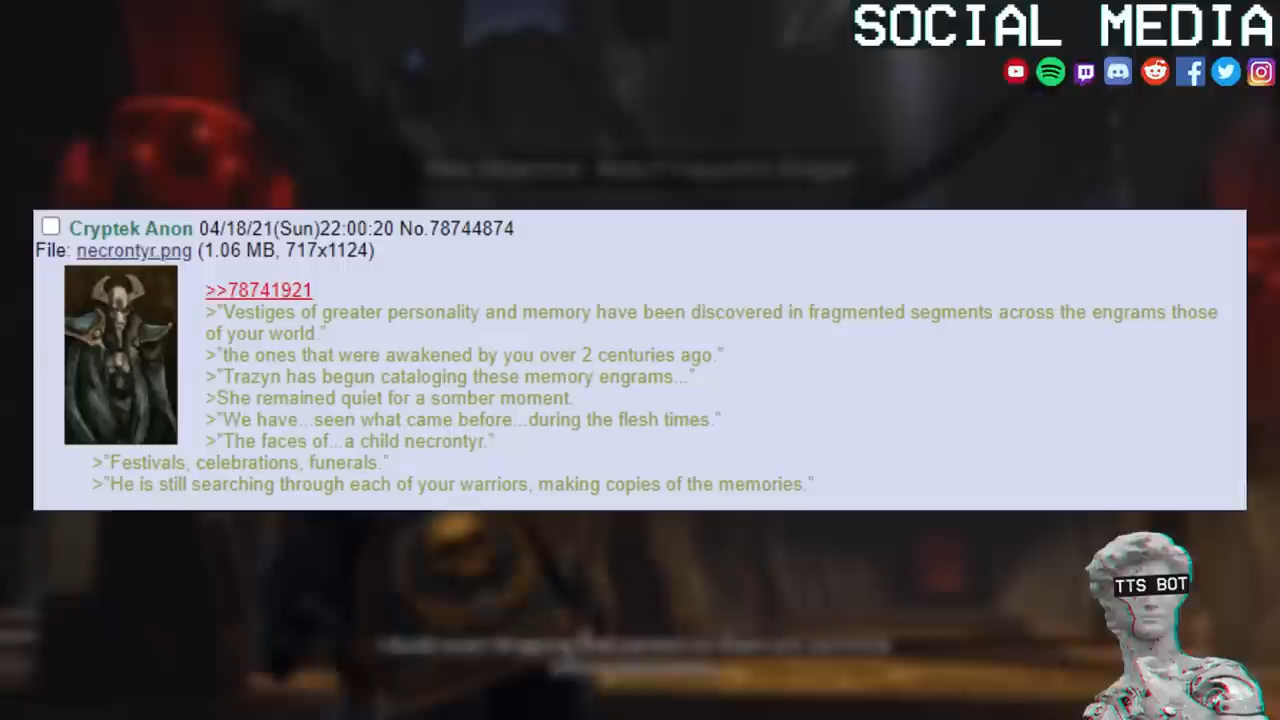 SOCIAL MEDIA
Cryptek Anon 04/18/21(Sun)22:00:20 No.78744874
File: necrontyr.png (1.06 MB, 717x1124)
>>78741921
>"Vestiges of greater personality and memory have been discovered in fragmented segments across the engrams those
of your world."
>"the ones that were awakened by you over 2 centuries ago."
>"Trazyn has begun cataloging these memory engrams..."
>She remained quiet for a somber moment.
>"We have...seen what came before...during the flesh times."
>"The faces of...a child necrontyr."
>"Festivals, celebrations, funerals."
>"He is still searching through each of your warriors, making copies of the memories."
TTS BOT